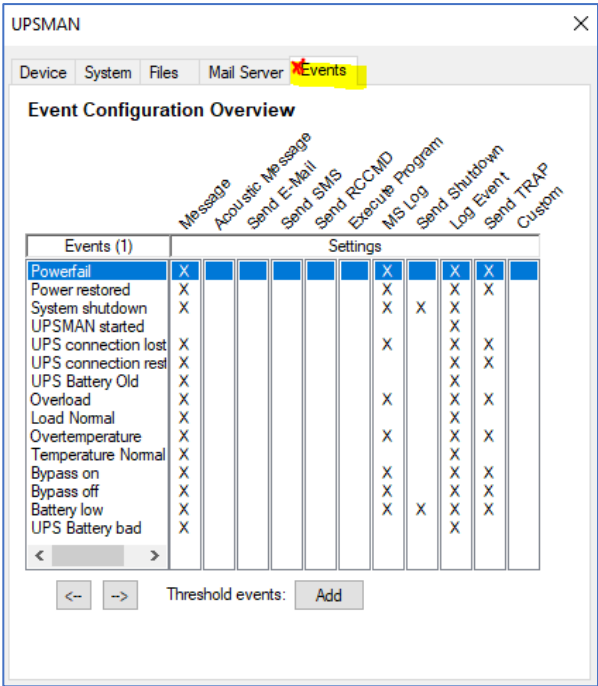 UPSMAN
Device System Files Mail Server Events
Event Configuration Overview
Message Acoustic Message Send E-Mail Send SMS Send RCCMD Execute Program MS Log Send Shutdown Log Event Send TRAP Custom
Events (1) Settings
Powerfail X X X X
Power restored X X X X
System shutdown X X X X
UPSMAN started X
UPS connection lost X X X X
UPS connection rest X X X
UPS Battery Old X X
Overload X X X X
Load Normal X X
Overtemperature X X X X
Temperature Normal X X
Bypass on X X X X
Bypass off X X X X
Battery low X X X X X
UPS Battery bad X X
<-- --> Threshold events: Add